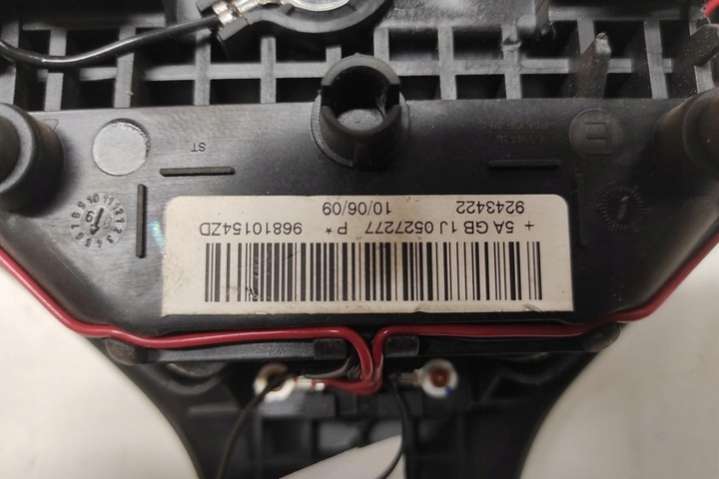 + 5A GB 1J 0527277 P* 96810154ZD
9243422 10/06/09
ST